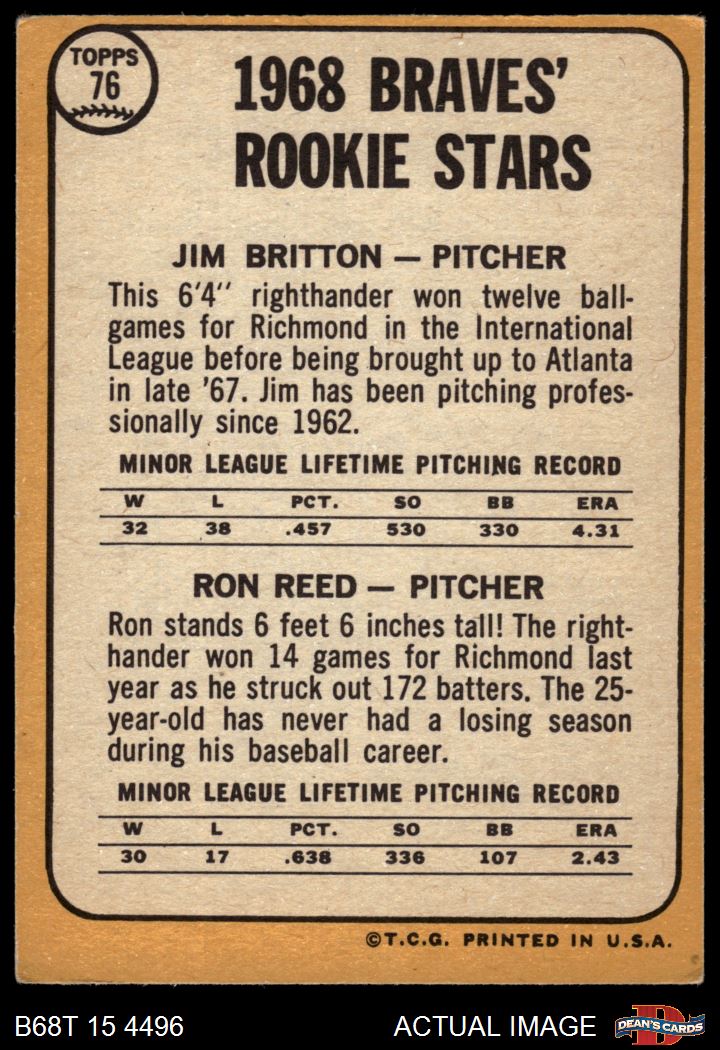 TOPPS
76
1968 BRAVES'
ROOKIE STARS
JIM BRITTON — PITCHER
This 6'4" righthander won twelve ball-
games for Richmond in the International
League before being brought up to Atlanta
in late '67. Jim has been pitching profes-
sionally since 1962.
MINOR LEAGUE LIFETIME PITCHING RECORD
W L PCT. SO BB ERA
32 38 .457 530 330 4.31
RON REED — PITCHER
Ron stands 6 feet 6 inches tall! The right-
hander won 14 games for Richmond last
year as he struck out 172 batters. The 25-
year-old has never had a losing season
during his baseball career.
MINOR LEAGUE LIFETIME PITCHING RECORD
W L PCT. SO BB ERA
30 17 .638 336 107 2.43
©T.C.G. PRINTED IN U.S.A.
B68T 15 4496 ACTUAL IMAGE DEAN'S CARDS